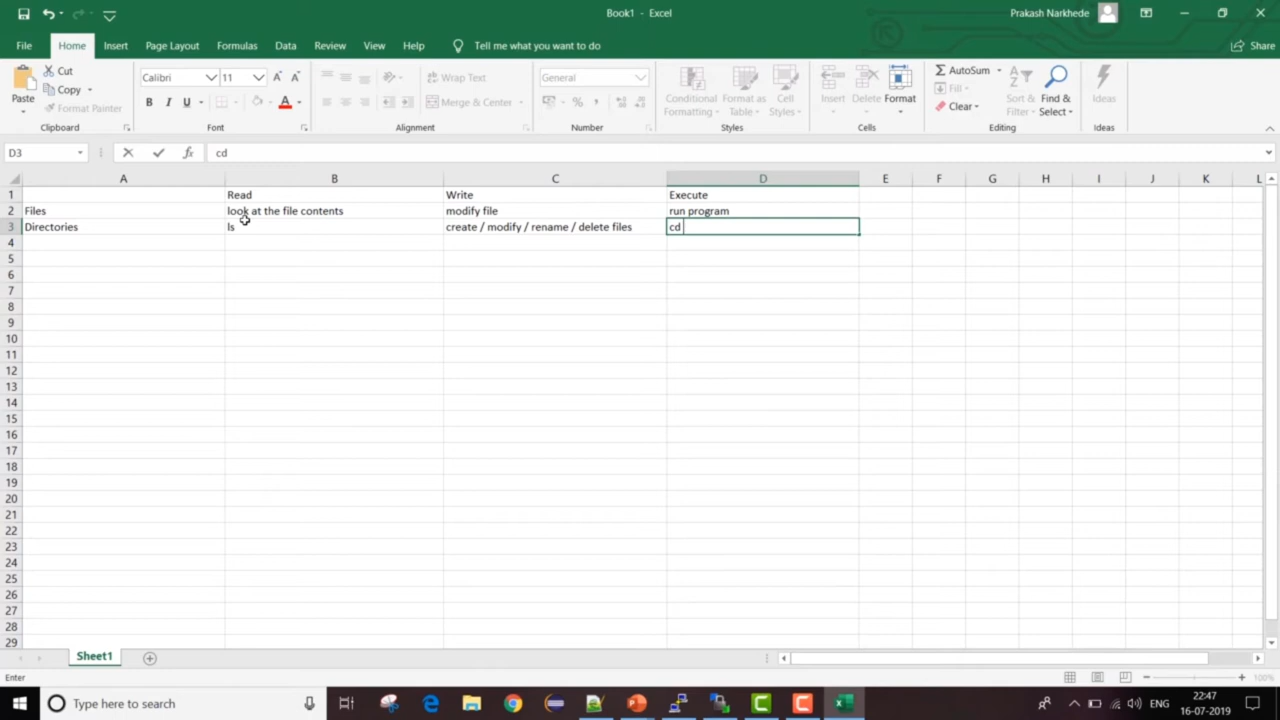 Book1 - Excel
Prakash Narkhede
File Home Insert Page Layout Formulas Data Review View Help Tell me what you want to do Share
Paste
Cut
Copy
Format Painter
Clipboard
Calibri 11 A A
B I U A
Font
Wrap Text
Merge & Center
Alignment
General
% ,
Number
Conditional Formatting
Format as Table
Cell Styles
Styles
Insert Delete Format
Cells
AutoSum
Fill
Clear
Sort & Filter
Find & Select
Editing
Ideas
Ideas
D3 fx cd
A B C D E F G H I J K L
1 Read Write Execute
2 Files look at the file contents modify file run program
3 Directories ls create / modify / rename / delete files cd
4
5
6
7
8
9
10
11
12
13
14
15
16
17
18
19
20
21
22
23
24
25
26
27
28
29
Sheet1
Enter 100%
Type here to search ENG 22:47
16-07-2019